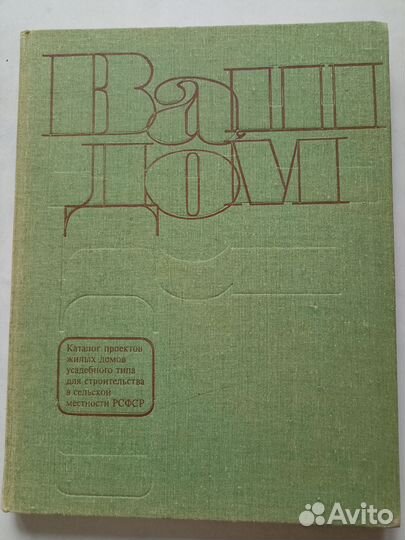 Ваш
дом
Каталог проектов
жилых домов
усадебного типа
для строительства
в сельской
местности РСФСР
Avito